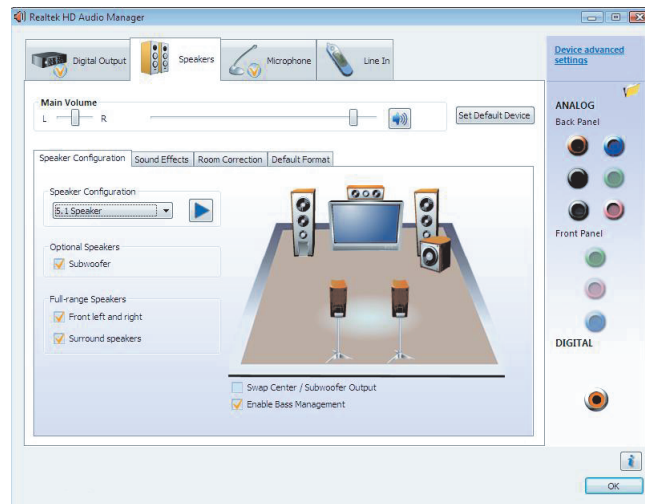 Realtek HD Audio Manager
Digital Output
Speakers
Microphone
Line In
Device advanced settings
Main Volume
L
R
Set Default Device
Speaker Configuration
Sound Effects
Room Correction
Default Format
Speaker Configuration
5.1 Speaker
Optional Speakers
Subwoofer
Full-range Speakers
Front left and right
Surround speakers
Swap Center / Subwoofer Output
Enable Bass Management
ANALOG
Back Panel
Front Panel
DIGITAL
i
OK